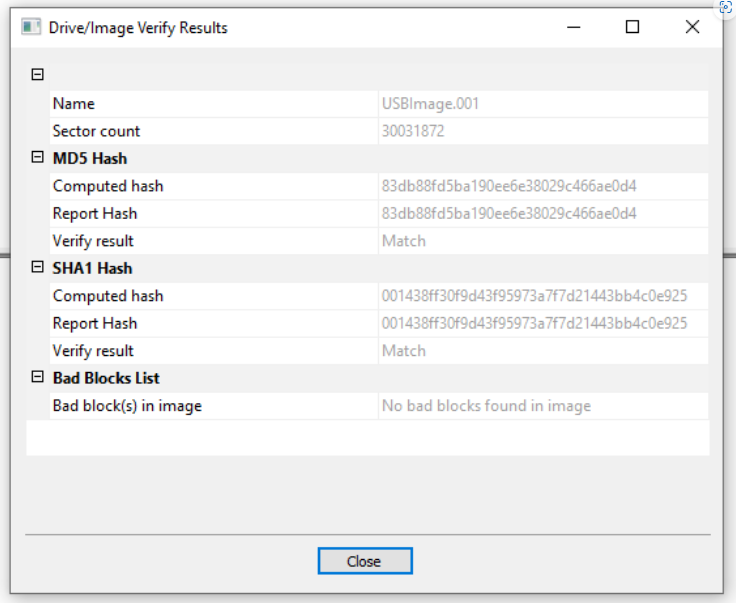 Drive/Image Verify Results
Name USBImage.001
Sector count 30031872
MD5 Hash
Computed hash 83db88fd5ba190ee6e38029c466ae0d4
Report Hash 83db88fd5ba190ee6e38029c466ae0d4
Verify result Match
SHA1 Hash
Computed hash 001438ff30f9d43f95973a7f7d21443bb4c0e925
Report Hash 001438ff30f9d43f95973a7f7d21443bb4c0e925
Verify result Match
Bad Blocks List
Bad block(s) in image No bad blocks found in image
Close